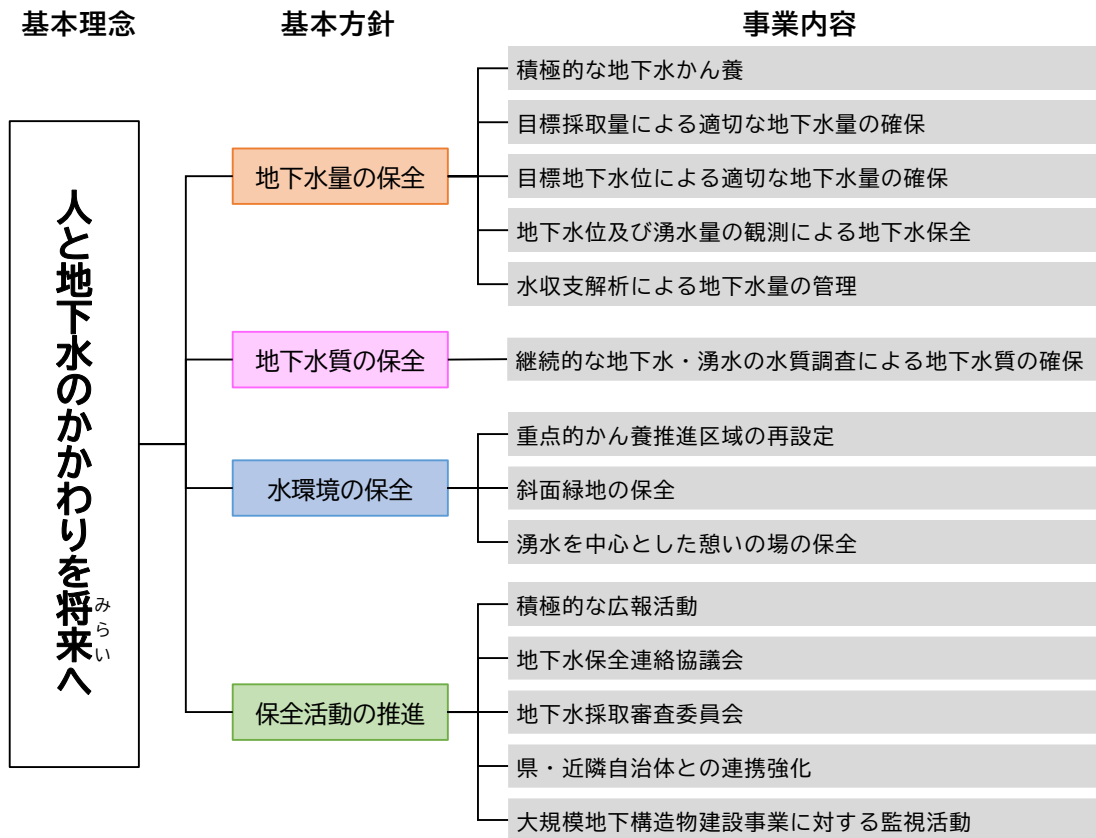 基本理念
基本方針
事業内容
人と地下水のかかわりを将来へ
みらい
地下水量の保全
積極的な地下水かん養
目標採取量による適切な地下水量の確保
目標地下水位による適切な地下水量の確保
地下水位及び湧水量の観測による地下水保全
水収支解析による地下水量の管理
地下水質の保全
継続的な地下水・湧水の水質調査による地下水質の確保
水環境の保全
重点的かん養推進区域の再設定
斜面緑地の保全
湧水を中心とした憩いの場の保全
保全活動の推進
積極的な広報活動
地下水保全連絡協議会
地下水採取審査委員会
県・近隣自治体との連携強化
大規模地下構造物建設事業に対する監視活動